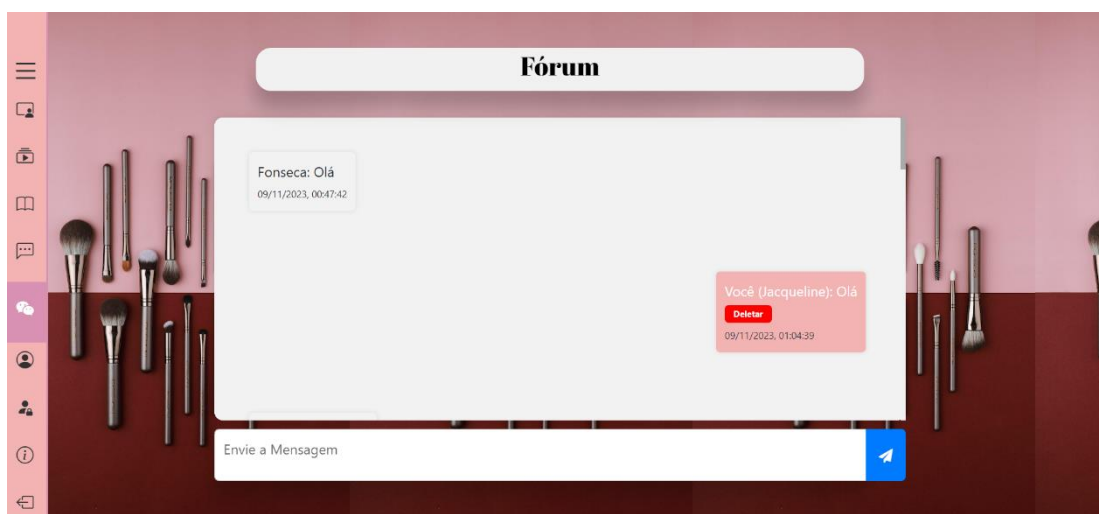 Fórum
Fonseca: Olá
09/11/2023, 00:47:42
Você (Jacqueline): Olá
Deletar
09/11/2023, 01:04:39
Envie a Mensagem